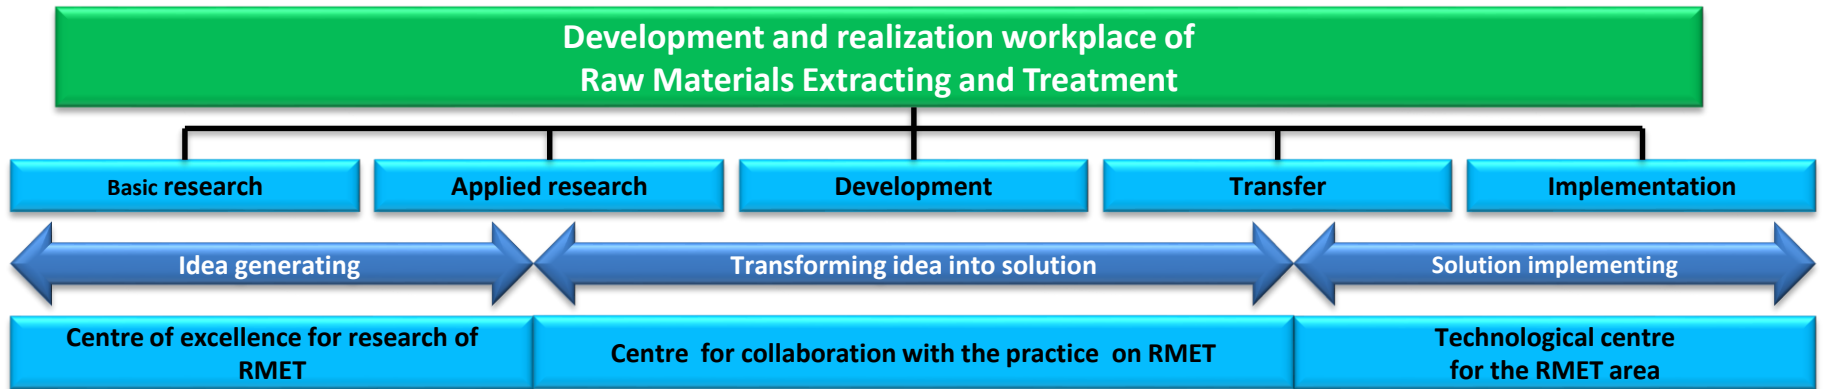 Development and realization workplace of
Raw Materials Extracting and Treatment
Basic research
Applied research
Development
Transfer
Implementation
Idea generating
Transforming idea into solution
Solution implementing
Centre of excellence for research of
RMET
Centre for collaboration with the practice on RMET
Technological centre
for the RMET area